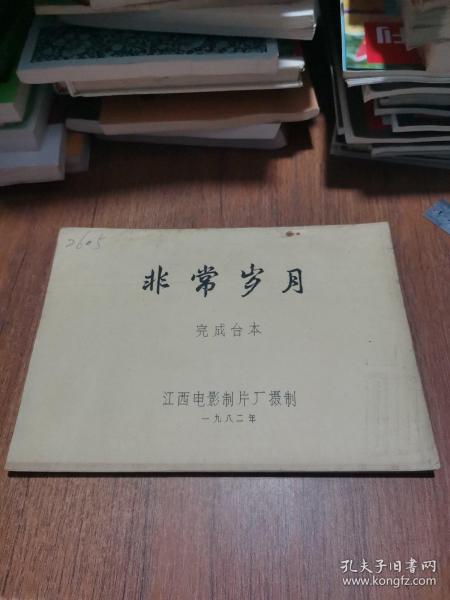 2605
非常岁月
完成台本
江西电影制片厂摄制
一九八二年
孔夫子旧书网
www.kongfz.com